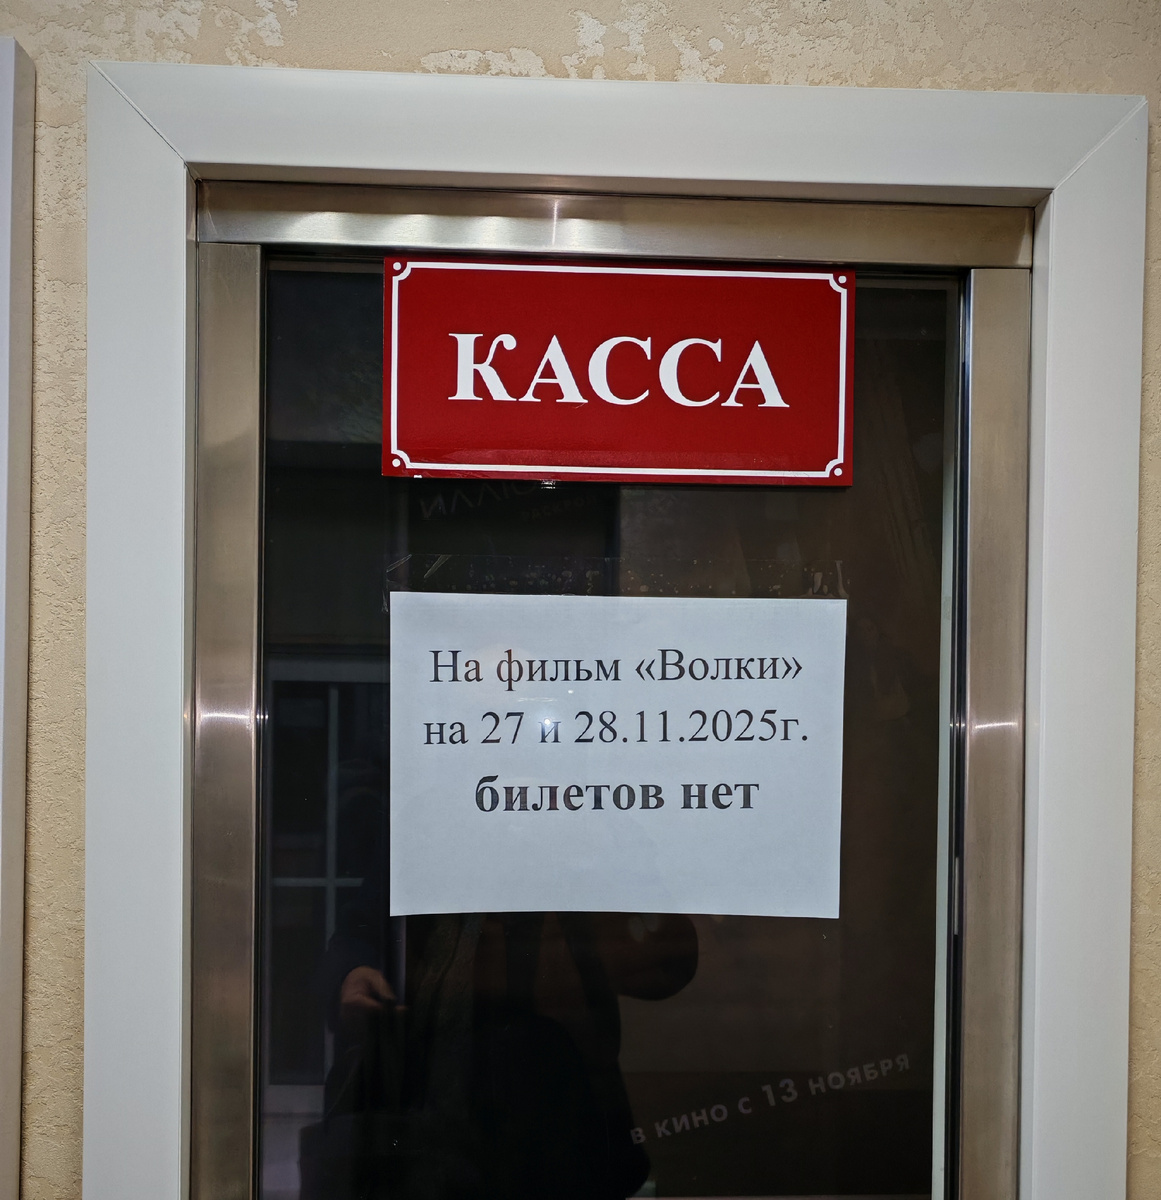 КАССА
На фильм «Волки»
на 27 и 28.11.2025г.
билетов нет
В КИНО С 13 НОЯБРЯ